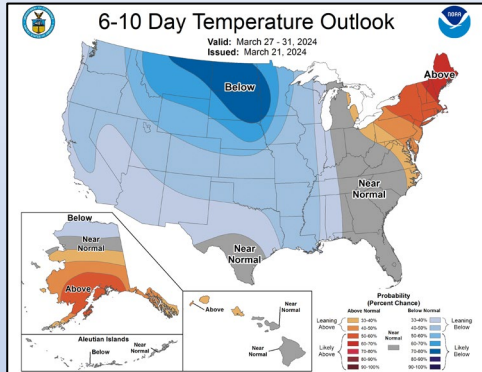 6-10 Day Temperature Outlook
Valid: March 27 - 31, 2024
Issued: March 21, 2024
NOAA
Below
Above
Near
Normal
Near
Normal
Below
Near
Normal
Above
Aleutian Islands
Below
Near
Normal
Above
Near
Normal
Near
Normal
Probability
(Percent Chance)
Above Normal
Below Normal
Leaning
Above
33-40%
40-50%
50-60%
Near
Normal
33-40%
40-50%
50-60%
Leaning
Below
Likely
Above
60-70%
70-80%
80-90%
90-100%
60-70%
70-80%
80-90%
90-100%
Likely
Below